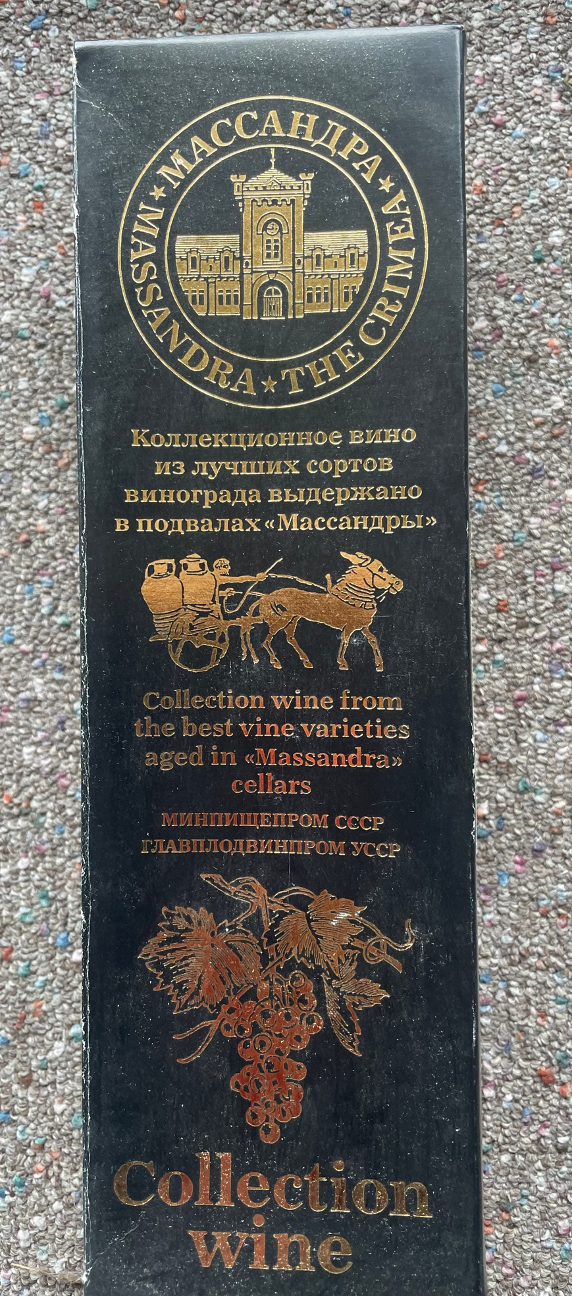 ★ МАССАНДРА ★
MASSANDRA ★ THE CRIMEA
Коллекционное вино
из лучших сортов
винограда выдержано
в подвалах «Массандры»
Collection wine from
the best vine varieties
aged in «Massandra»
cellars
МИНПИЩЕПРОМ СССР
ГЛАВПЛОДВИНПРОМ УССР
Collection
wine